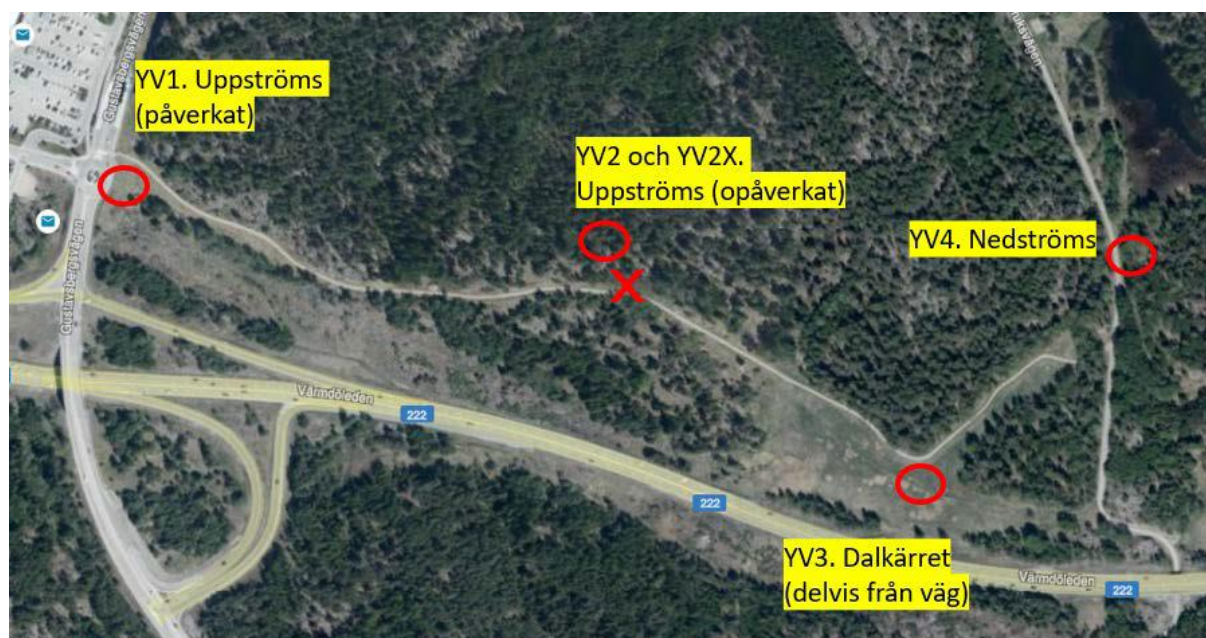 YV1. Uppströms
(påverkat)
Gustavsbergsvägen
YV2 och YV2X.
Uppströms (opåverkat)
YV4. Nedströms
Gustavsbergsvägen
Värmdöleden
222
222
YV3. Dalkärret
(delvis från väg)
Värmdöleden
222